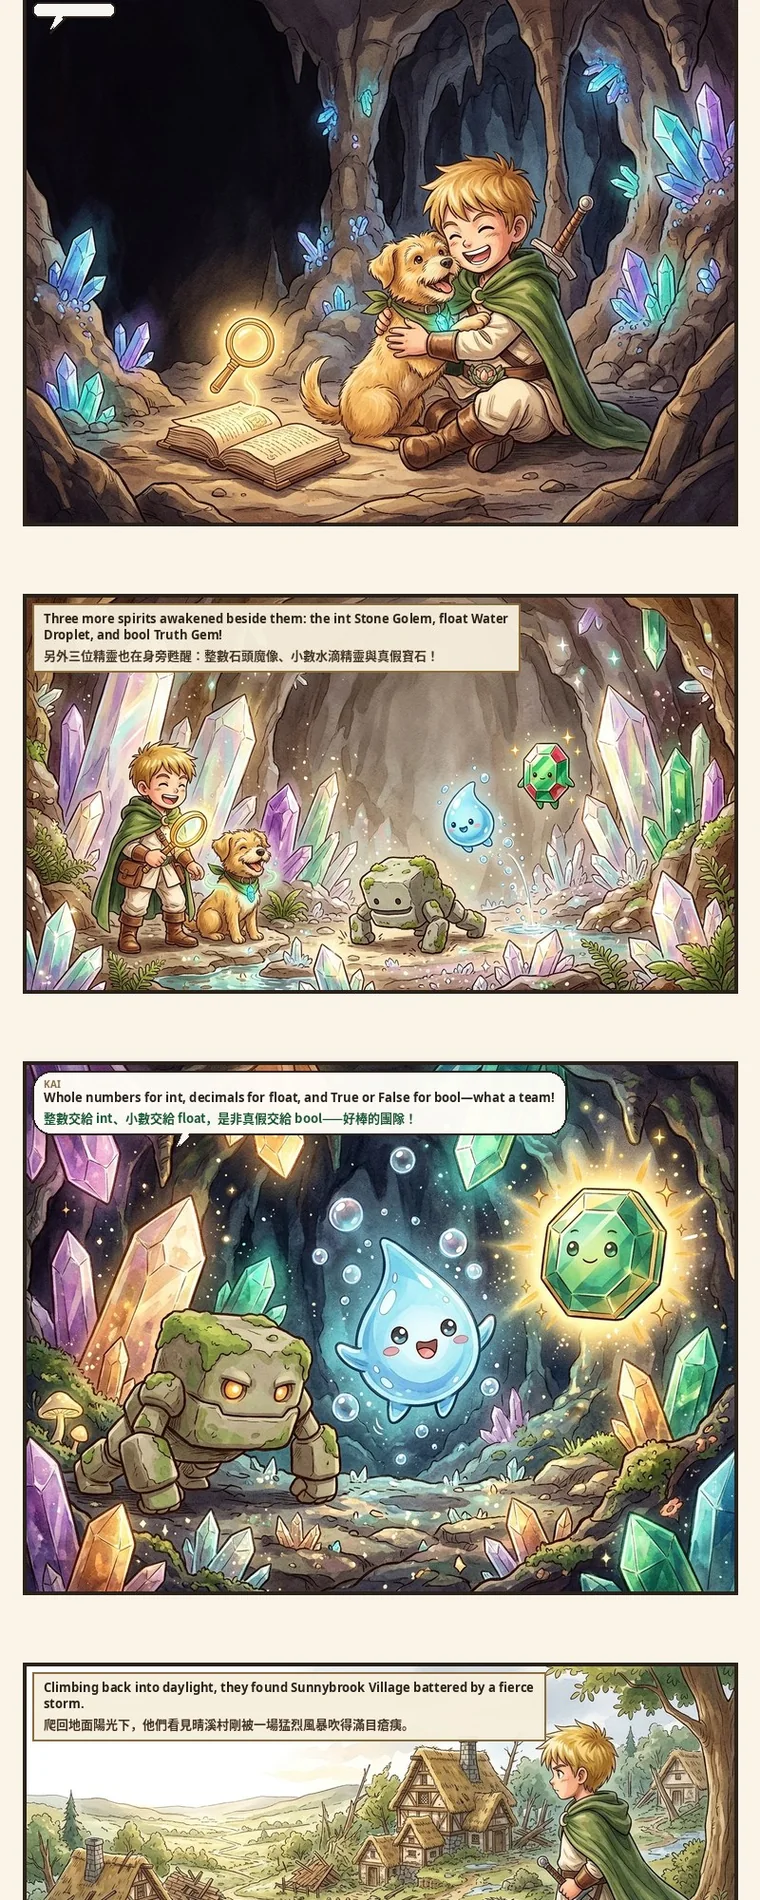 Three more spirits awakened beside them: the int Stone Golem, float Water
Droplet, and bool Truth Gem!
另外三位精靈也在身旁甦醒：整數石頭魔像、小數水滴精靈與真假寶石！
KAI
Whole numbers for int, decimals for float, and True or False for bool—what a team!
整數交給 int、小數交給 float，是非真假交給 bool——好棒的團隊！
Climbing back into daylight, they found Sunnybrook Village battered by a fierce
storm.
爬回地面陽光下，他們看見晴溪村剛被一場猛烈風暴吹得滿目瘡痍。